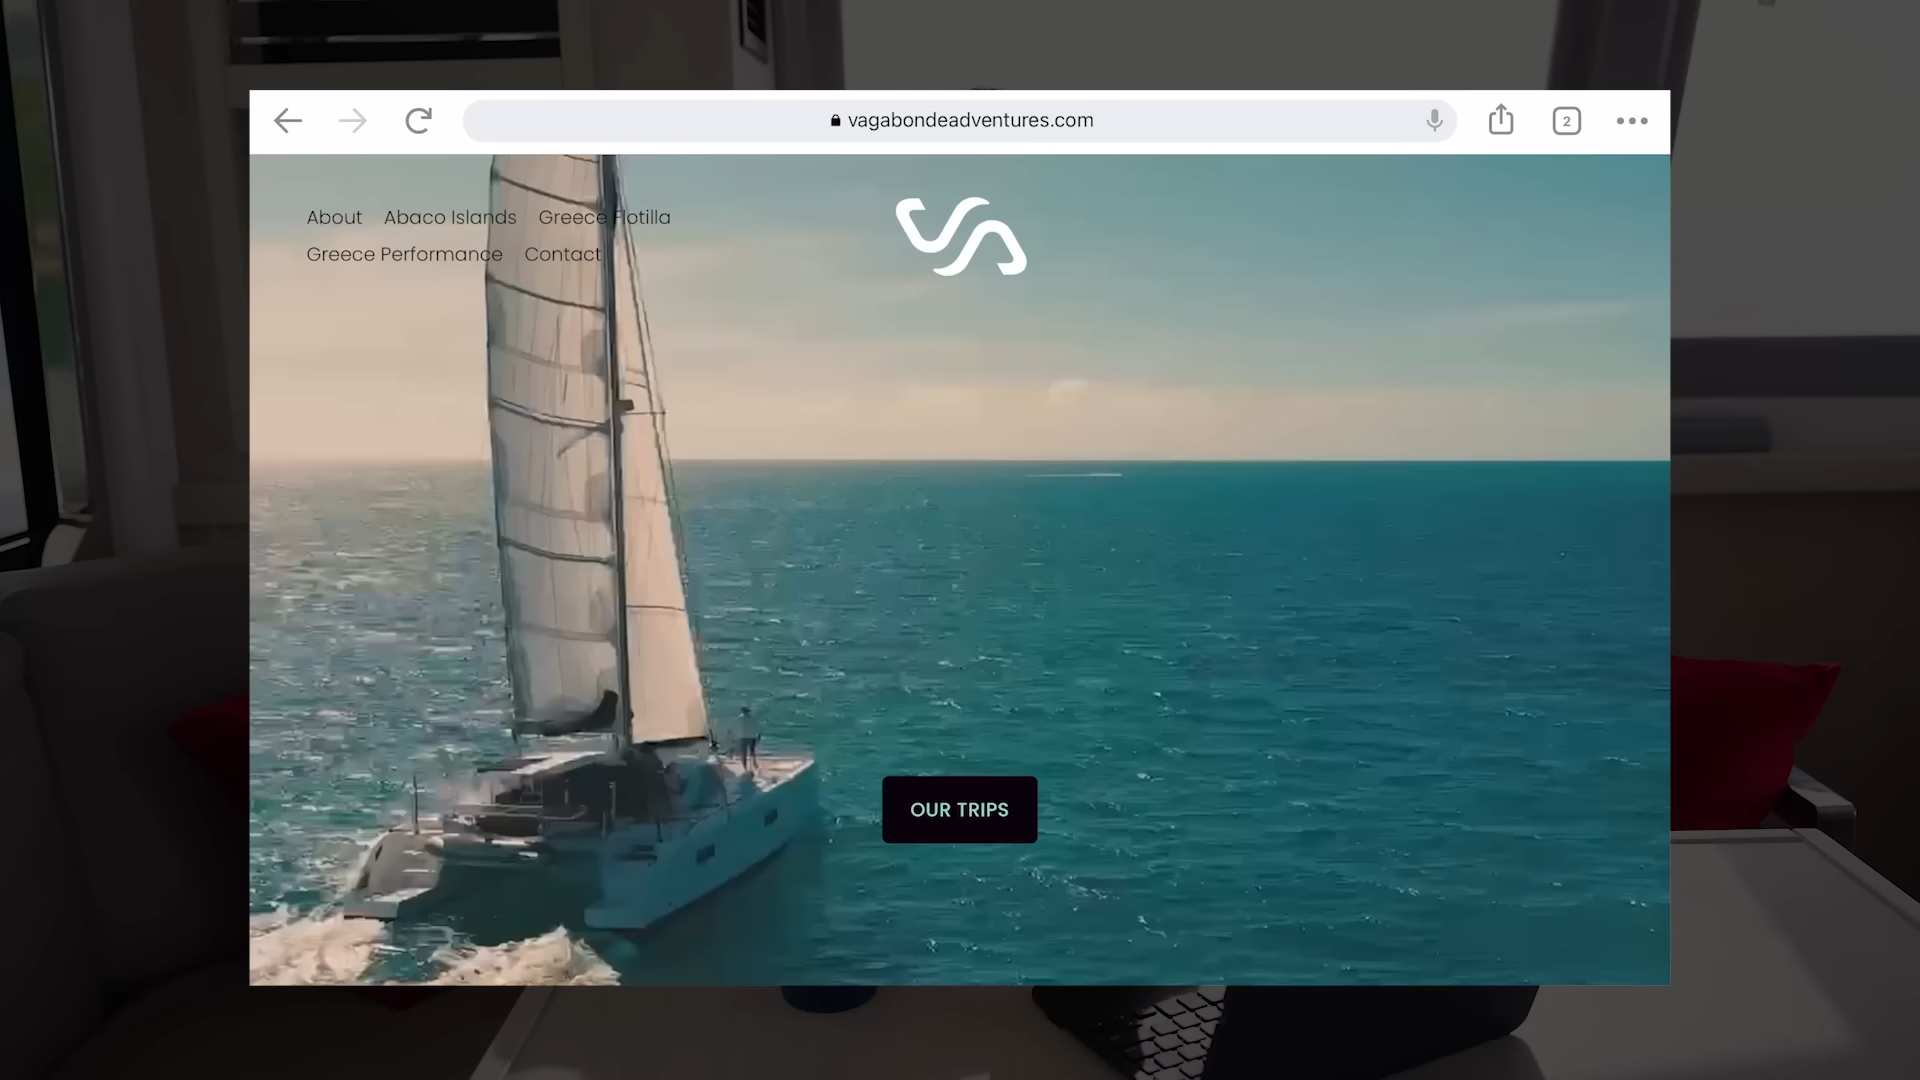 vagabondeadventures.com
2
About Abaco Islands Greece Flotilla
Greece Performance Contact
OUR TRIPS